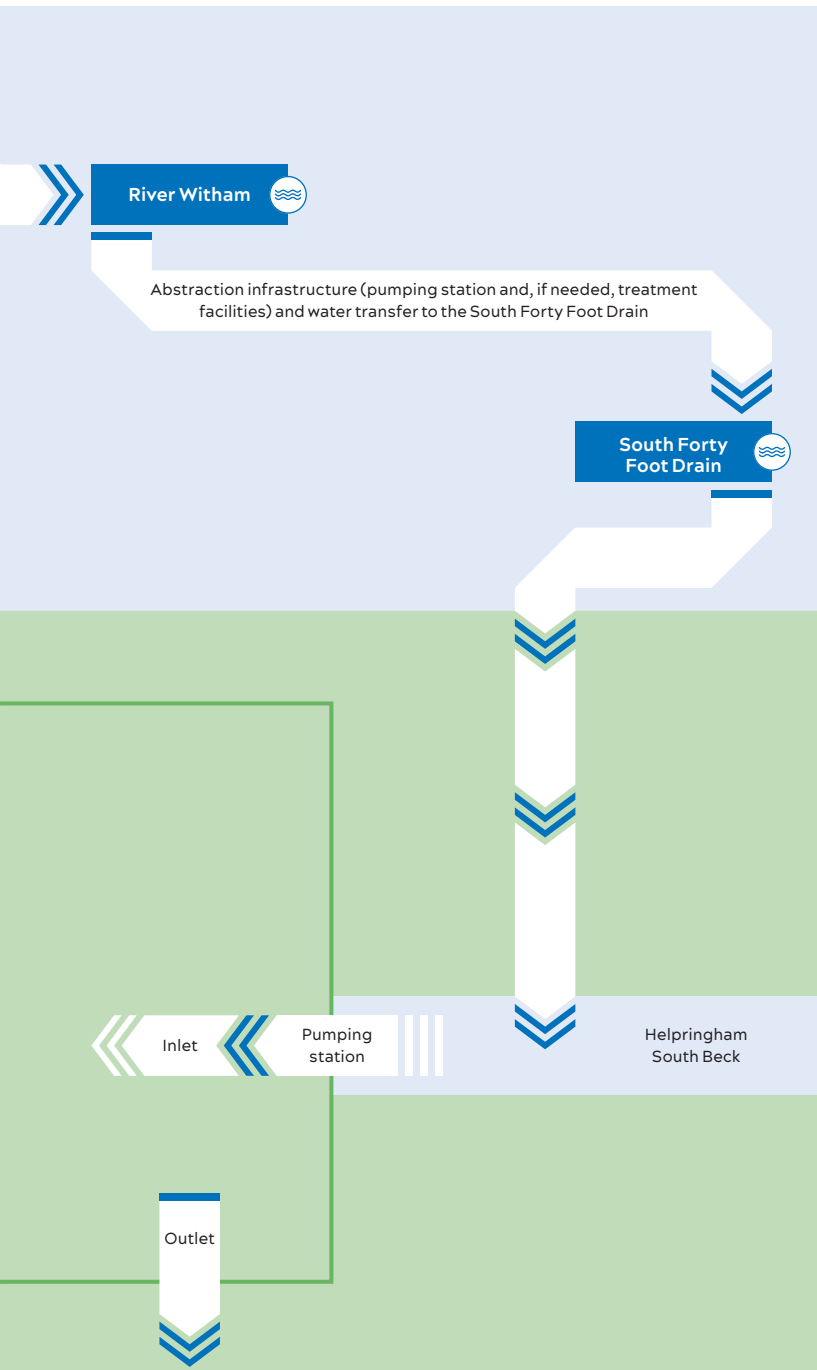 River Witham
Abstraction infrastructure (pumping station and, if needed, treatment
facilities) and water transfer to the South Forty Foot Drain
South Forty
Foot Drain
Inlet
Pumping
station
Helpringham
South Beck
Outlet